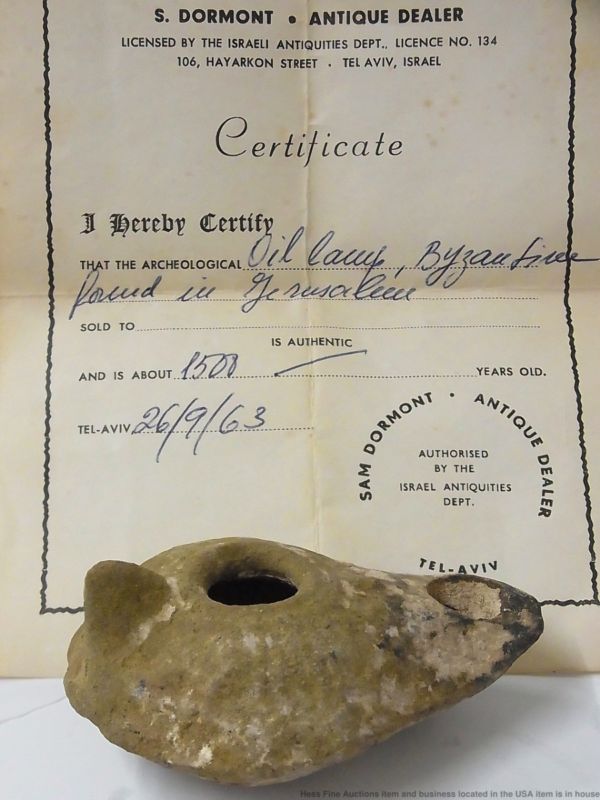 S. DORMONT • ANTIQUE DEALER
LICENSED BY THE ISRAELI ANTIQUITIES DEPT., LICENCE NO. 134
106, HAYARKON STREET • TEL AVIV, ISRAEL
Certificate
I Hereby Certify
THAT THE ARCHEOLOGICAL Oil lamp, Byzantine
found in Jerusalem
SOLD TO
IS AUTHENTIC
AND IS ABOUT 1500 YEARS OLD.
TEL-AVIV 26/9/63
SAM DORMONT • ANTIQUE DEALER
AUTHORISED
BY THE
ISRAEL ANTIQUITIES
DEPT.
TEL-AVIV
Hess Fine Auctions item and business located in the USA item is in house